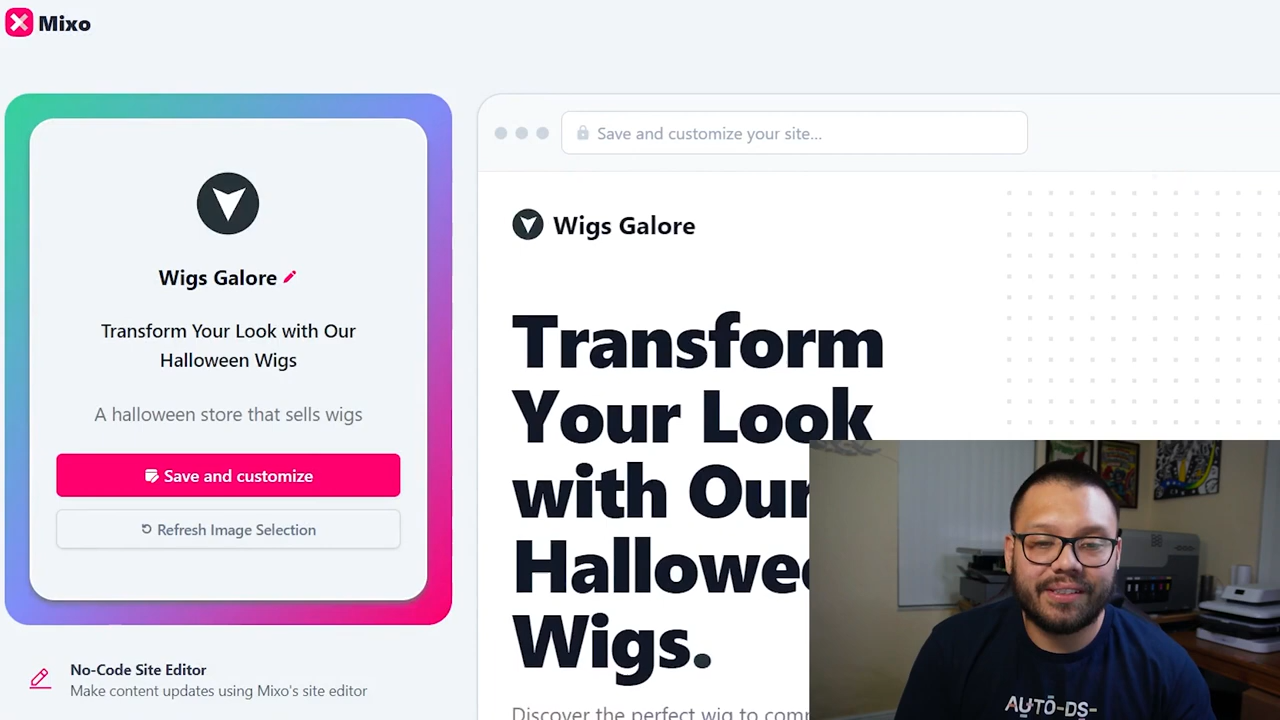 Mixo
Wigs Galore
Transform Your Look with Our
Halloween Wigs
A halloween store that sells wigs
Save and customize
Refresh Image Selection
No-Code Site Editor
Make content updates using Mixo's site editor
Save and customize your site...
Wigs Galore
Transform
Your Look
with Our
Hallowee
Wigs.
Discover the perfect wig to com
AUTO-DS-